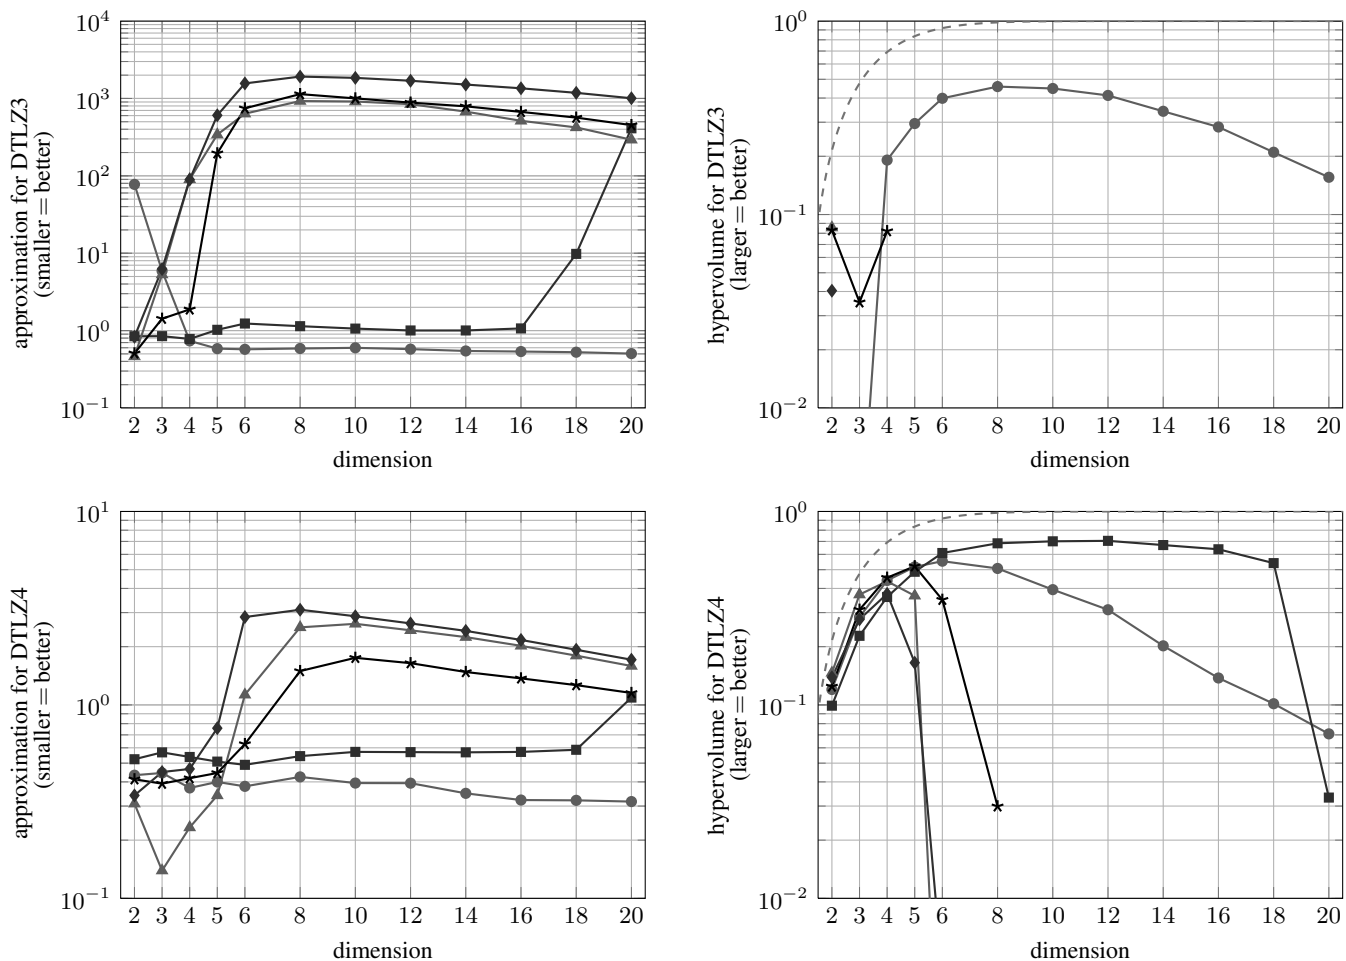 approximation for DTLZ3
(smaller = better)
10^4
10^3
10^2
10^1
10^0
10^−1
2 3 4 5 6 8 10 12 14 16 18 20
dimension
hypervolume for DTLZ3
(larger = better)
10^0
10^−1
10^−2
2 3 4 5 6 8 10 12 14 16 18 20
dimension
approximation for DTLZ4
(smaller = better)
10^1
10^0
10^−1
2 3 4 5 6 8 10 12 14 16 18 20
dimension
hypervolume for DTLZ4
(larger = better)
10^0
10^−1
10^−2
2 3 4 5 6 8 10 12 14 16 18 20
dimension